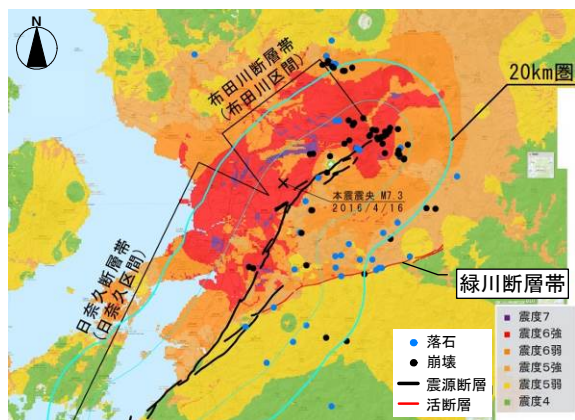 N
布田川断層帯
(布田川区間)
20km圏
本震震央 M7.3
2016/4/16
日奈久断層帯
(日奈久区間)
緑川断層帯
落石
崩壊
震源断層
活断層
震度7
震度6強
震度6弱
震度5強
震度5弱
震度4